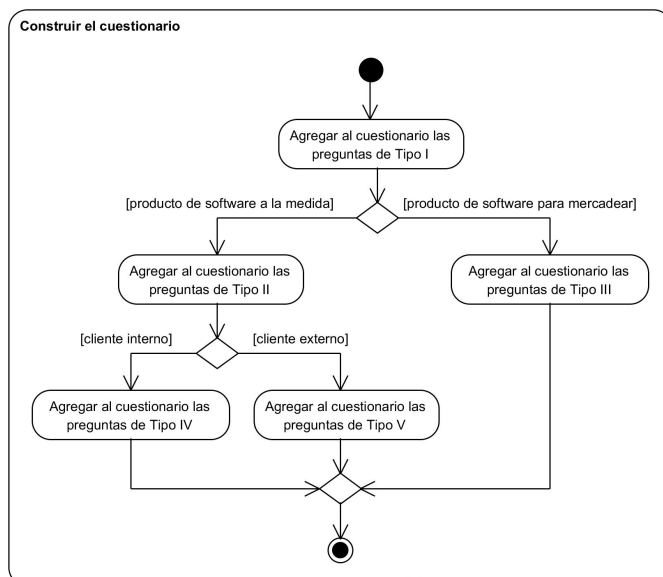 Construir el cuestionario
Agregar al cuestionario las
preguntas de Tipo I
[producto de software a la medida]
[producto de software para mercadear]
Agregar al cuestionario las
preguntas de Tipo II
Agregar al cuestionario las
preguntas de Tipo III
[cliente interno]
[cliente externo]
Agregar al cuestionario las
preguntas de Tipo IV
Agregar al cuestionario las
preguntas de Tipo V